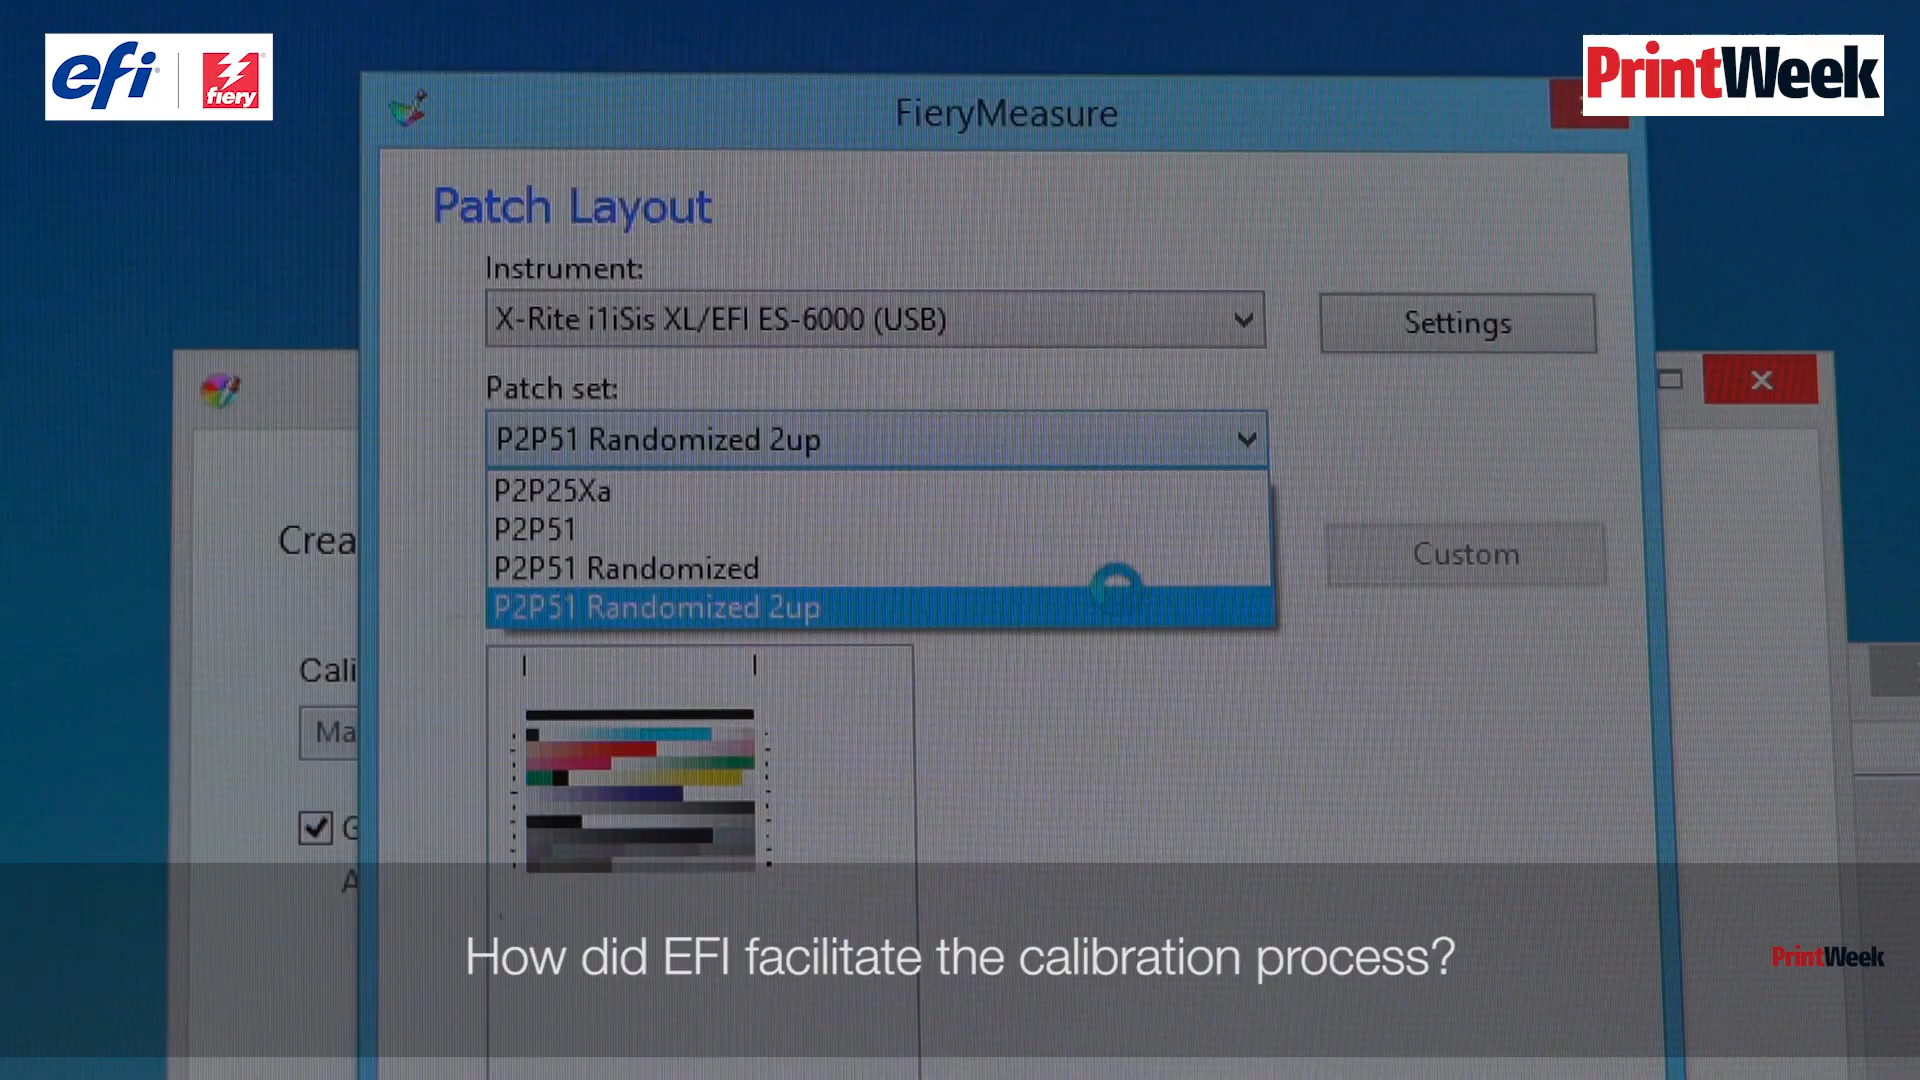 efi
fiery
PrintWeek
FieryMeasure
Patch Layout
Instrument:
X-Rite i1iSis XL/EFI ES-6000 (USB)
Settings
Patch set:
P2P51 Randomized 2up
P2P25Xa
P2P51
P2P51 Randomized
P2P51 Randomized 2up
Custom
Crea
Cali
Ma
G
A
How did EFI facilitate the calibration process?
PrintWeek